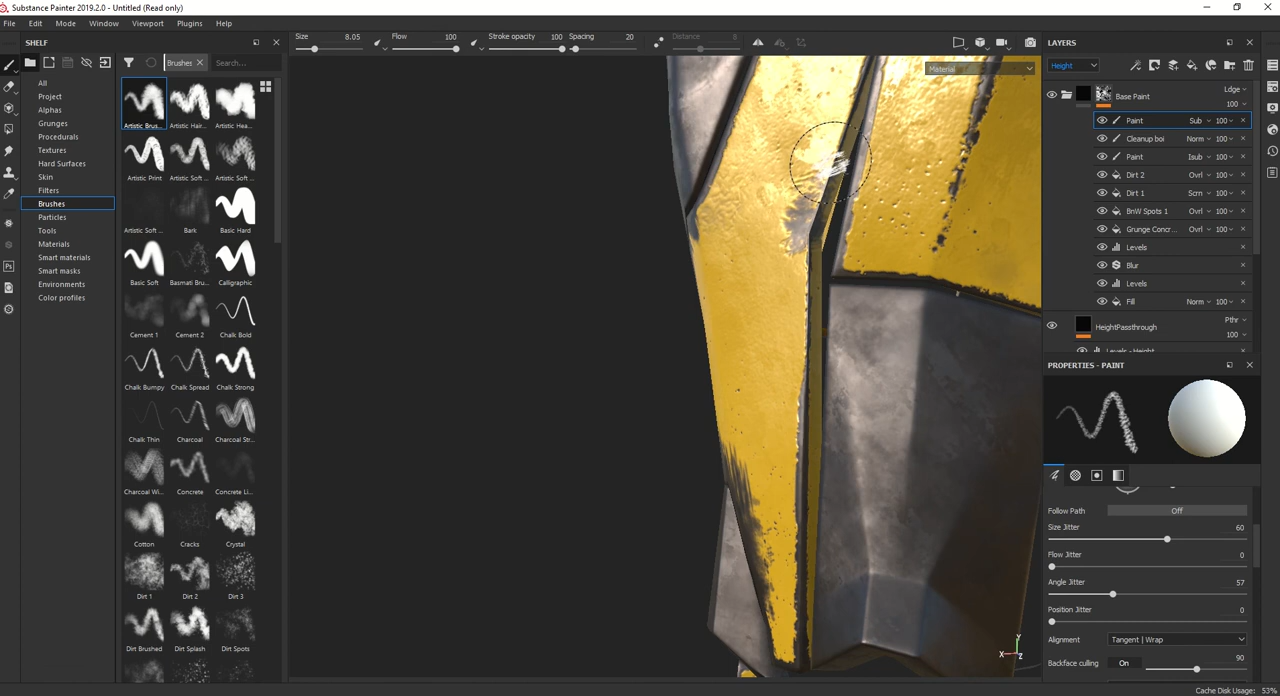 Substance Painter 2019.2.0 - Untitled (Read only)
File Edit Mode Window Viewport Plugins Help
SHELF
Size 8.05 Flow 100 Stroke opacity 100 Spacing 20 Distance 8
Brushes Search...
All
Project
Alphas
Grunges
Procedurals
Textures
Hard Surfaces
Skin
Filters
Brushes
Particles
Tools
Materials
Smart materials
Smart masks
Environments
Color profiles
Ps
Artistic Brus... Artistic Hair... Artistic Hea...
Artistic Print Artistic Soft ... Artistic Soft ...
Artistic Soft ... Bark Basic Hard
Basic Soft Basmati Bru... Calligraphic
Cement 1 Cement 2 Chalk Bold
Chalk Bumpy Chalk Spread Chalk Strong
Chalk Thin Charcoal Charcoal Str...
Charcoal Wi... Concrete Concrete Li...
Cotton Cracks Crystal
Dirt 1 Dirt 2 Dirt 3
Dirt Brushed Dirt Splash Dirt Spots
Material
Y
X
Z
LAYERS
Height
Base Paint Ldge 100
Paint Sub 100
Cleanup boi Norm 100
Paint Isub 100
Dirt 2 Ovrl 100
Dirt 1 Scrn 100
BnW Spots 1 Ovrl 100
Grunge Concr... Ovrl 100
Levels
Blur
Levels
Fill Norm 100
HeightPassthrough Pthr 100
Levels - Height
PROPERTIES - PAINT
Follow Path Off
Size Jitter 60
Flow Jitter 0
Angle Jitter 57
Position Jitter 0
Alignment Tangent | Wrap
Backface culling On 90
Cache Disk Usage: 53%